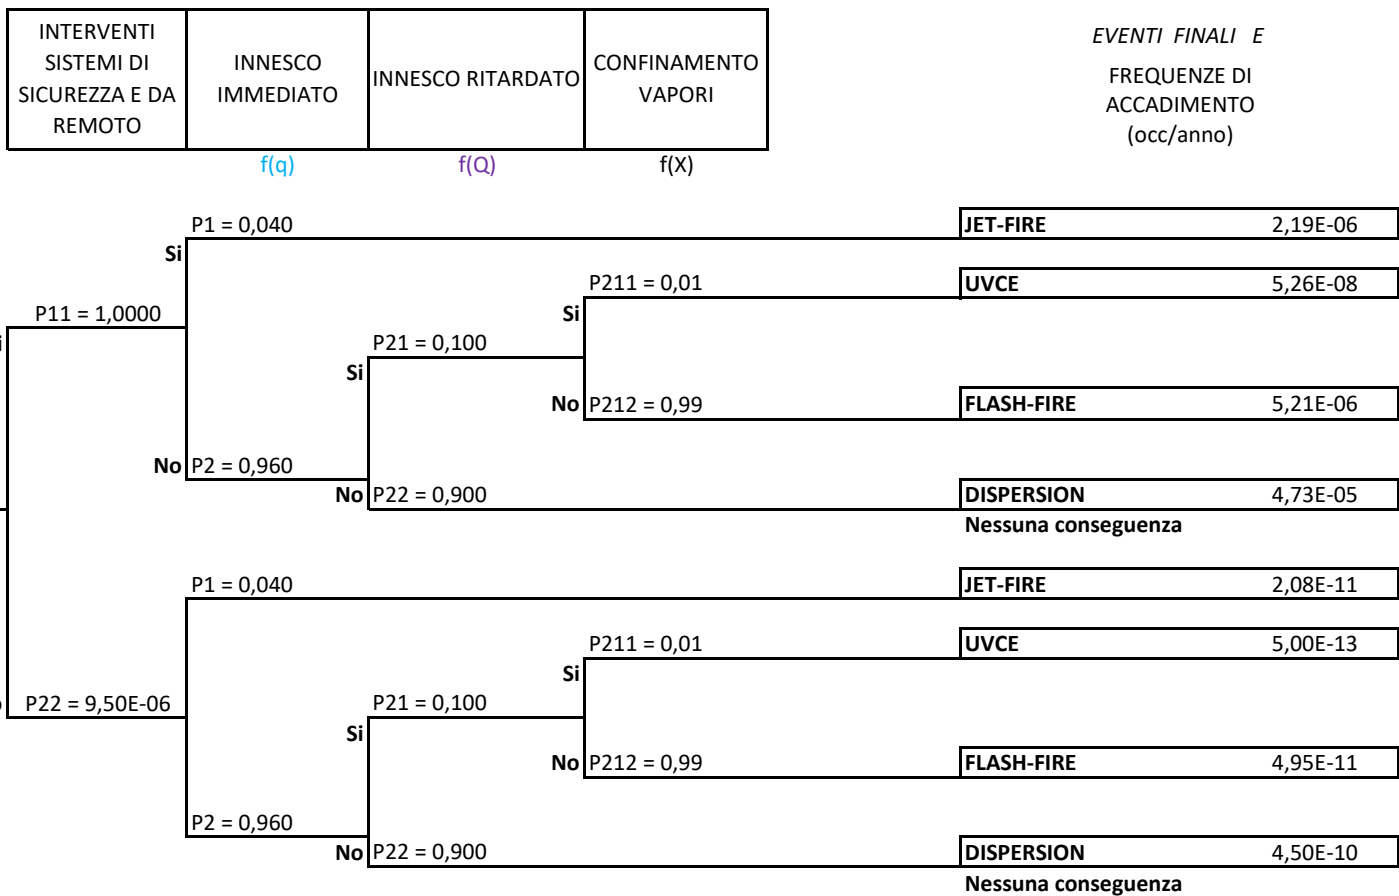 INTERVENTI
SISTEMI DI
SICUREZZA E DA
REMOTO
INNESCO
IMMEDIATO
INNESCO RITARDATO
CONFINAMENTO
VAPORI
EVENTI FINALI E
FREQUENZE DI
ACCADIMENTO
(occ/anno)
f(q)
f(Q)
f(X)
P1 = 0,040
JET-FIRE 2,19E-06
Si
P211 = 0,01
UVCE 5,26E-08
P11 = 1,0000
Si
P21 = 0,100
Si
No P212 = 0,99
FLASH-FIRE 5,21E-06
No P2 = 0,960
No P22 = 0,900
DISPERSION 4,73E-05
Nessuna conseguenza
P1 = 0,040
JET-FIRE 2,08E-11
P211 = 0,01
UVCE 5,00E-13
Si
P22 = 9,50E-06
P21 = 0,100
Si
No P212 = 0,99
FLASH-FIRE 4,95E-11
P2 = 0,960
No P22 = 0,900
DISPERSION 4,50E-10
Nessuna conseguenza